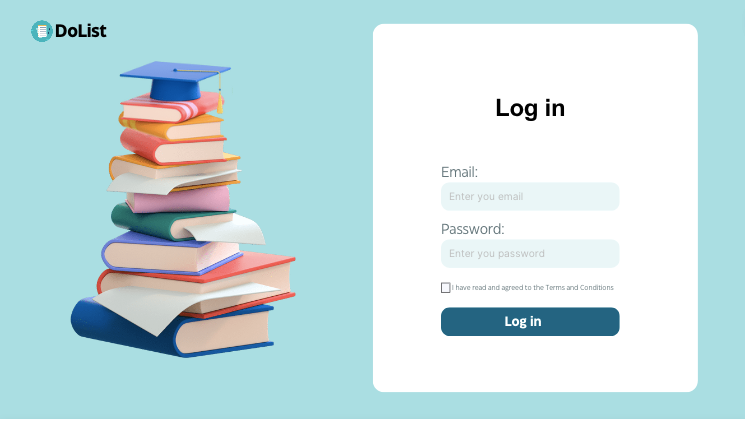 DoList
Log in
Email:
Enter you email
Password:
Enter you password
I have read and agreed to the Terms and Conditions
Log in